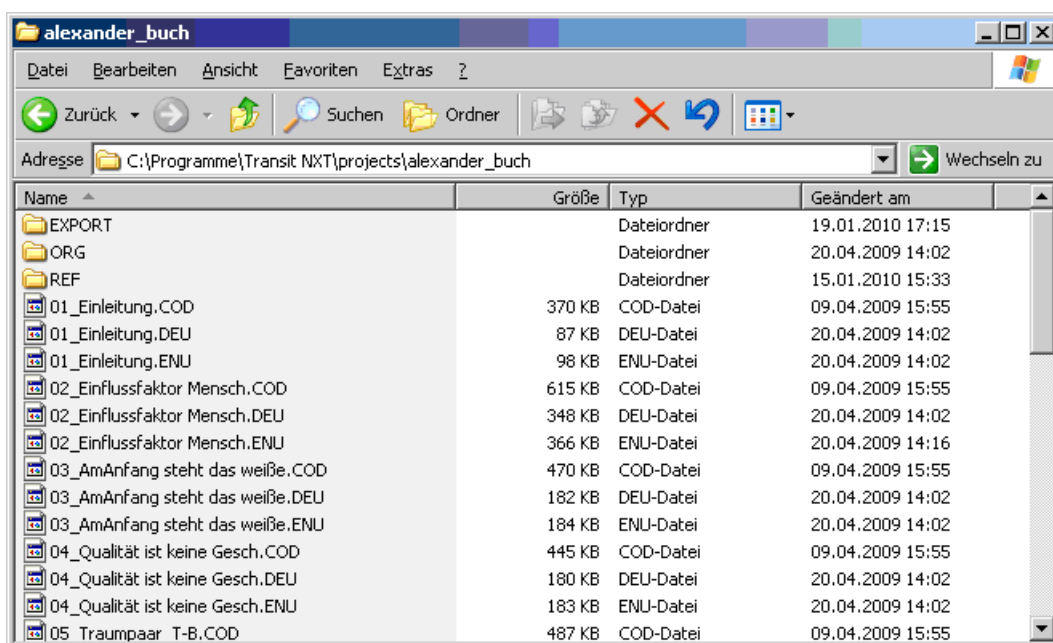 alexander_buch
Datei Bearbeiten Ansicht Favoriten Extras ?
Zurück Suchen Ordner
Adresse C:\Programme\Transit NXT\projects\alexander_buch Wechseln zu
Name Größe Typ Geändert am
EXPORT Dateiordner 19.01.2010 17:15
ORG Dateiordner 20.04.2009 14:02
REF Dateiordner 15.01.2010 15:33
01_Einleitung.COD 370 KB COD-Datei 09.04.2009 15:55
01_Einleitung.DEU 87 KB DEU-Datei 20.04.2009 14:02
01_Einleitung.ENU 98 KB ENU-Datei 20.04.2009 14:02
02_Einflussfaktor Mensch.COD 615 KB COD-Datei 09.04.2009 15:55
02_Einflussfaktor Mensch.DEU 348 KB DEU-Datei 20.04.2009 14:02
02_Einflussfaktor Mensch.ENU 366 KB ENU-Datei 20.04.2009 14:16
03_AmAnfang steht das weiße.COD 470 KB COD-Datei 09.04.2009 15:55
03_AmAnfang steht das weiße.DEU 182 KB DEU-Datei 20.04.2009 14:02
03_AmAnfang steht das weiße.ENU 184 KB ENU-Datei 20.04.2009 14:02
04_Qualität ist keine Gesch.COD 445 KB COD-Datei 09.04.2009 15:55
04_Qualität ist keine Gesch.DEU 180 KB DEU-Datei 20.04.2009 14:02
04_Qualität ist keine Gesch.ENU 183 KB ENU-Datei 20.04.2009 14:02
05_Traumpaar_T-B.COD 487 KB COD-Datei 09.04.2009 15:55